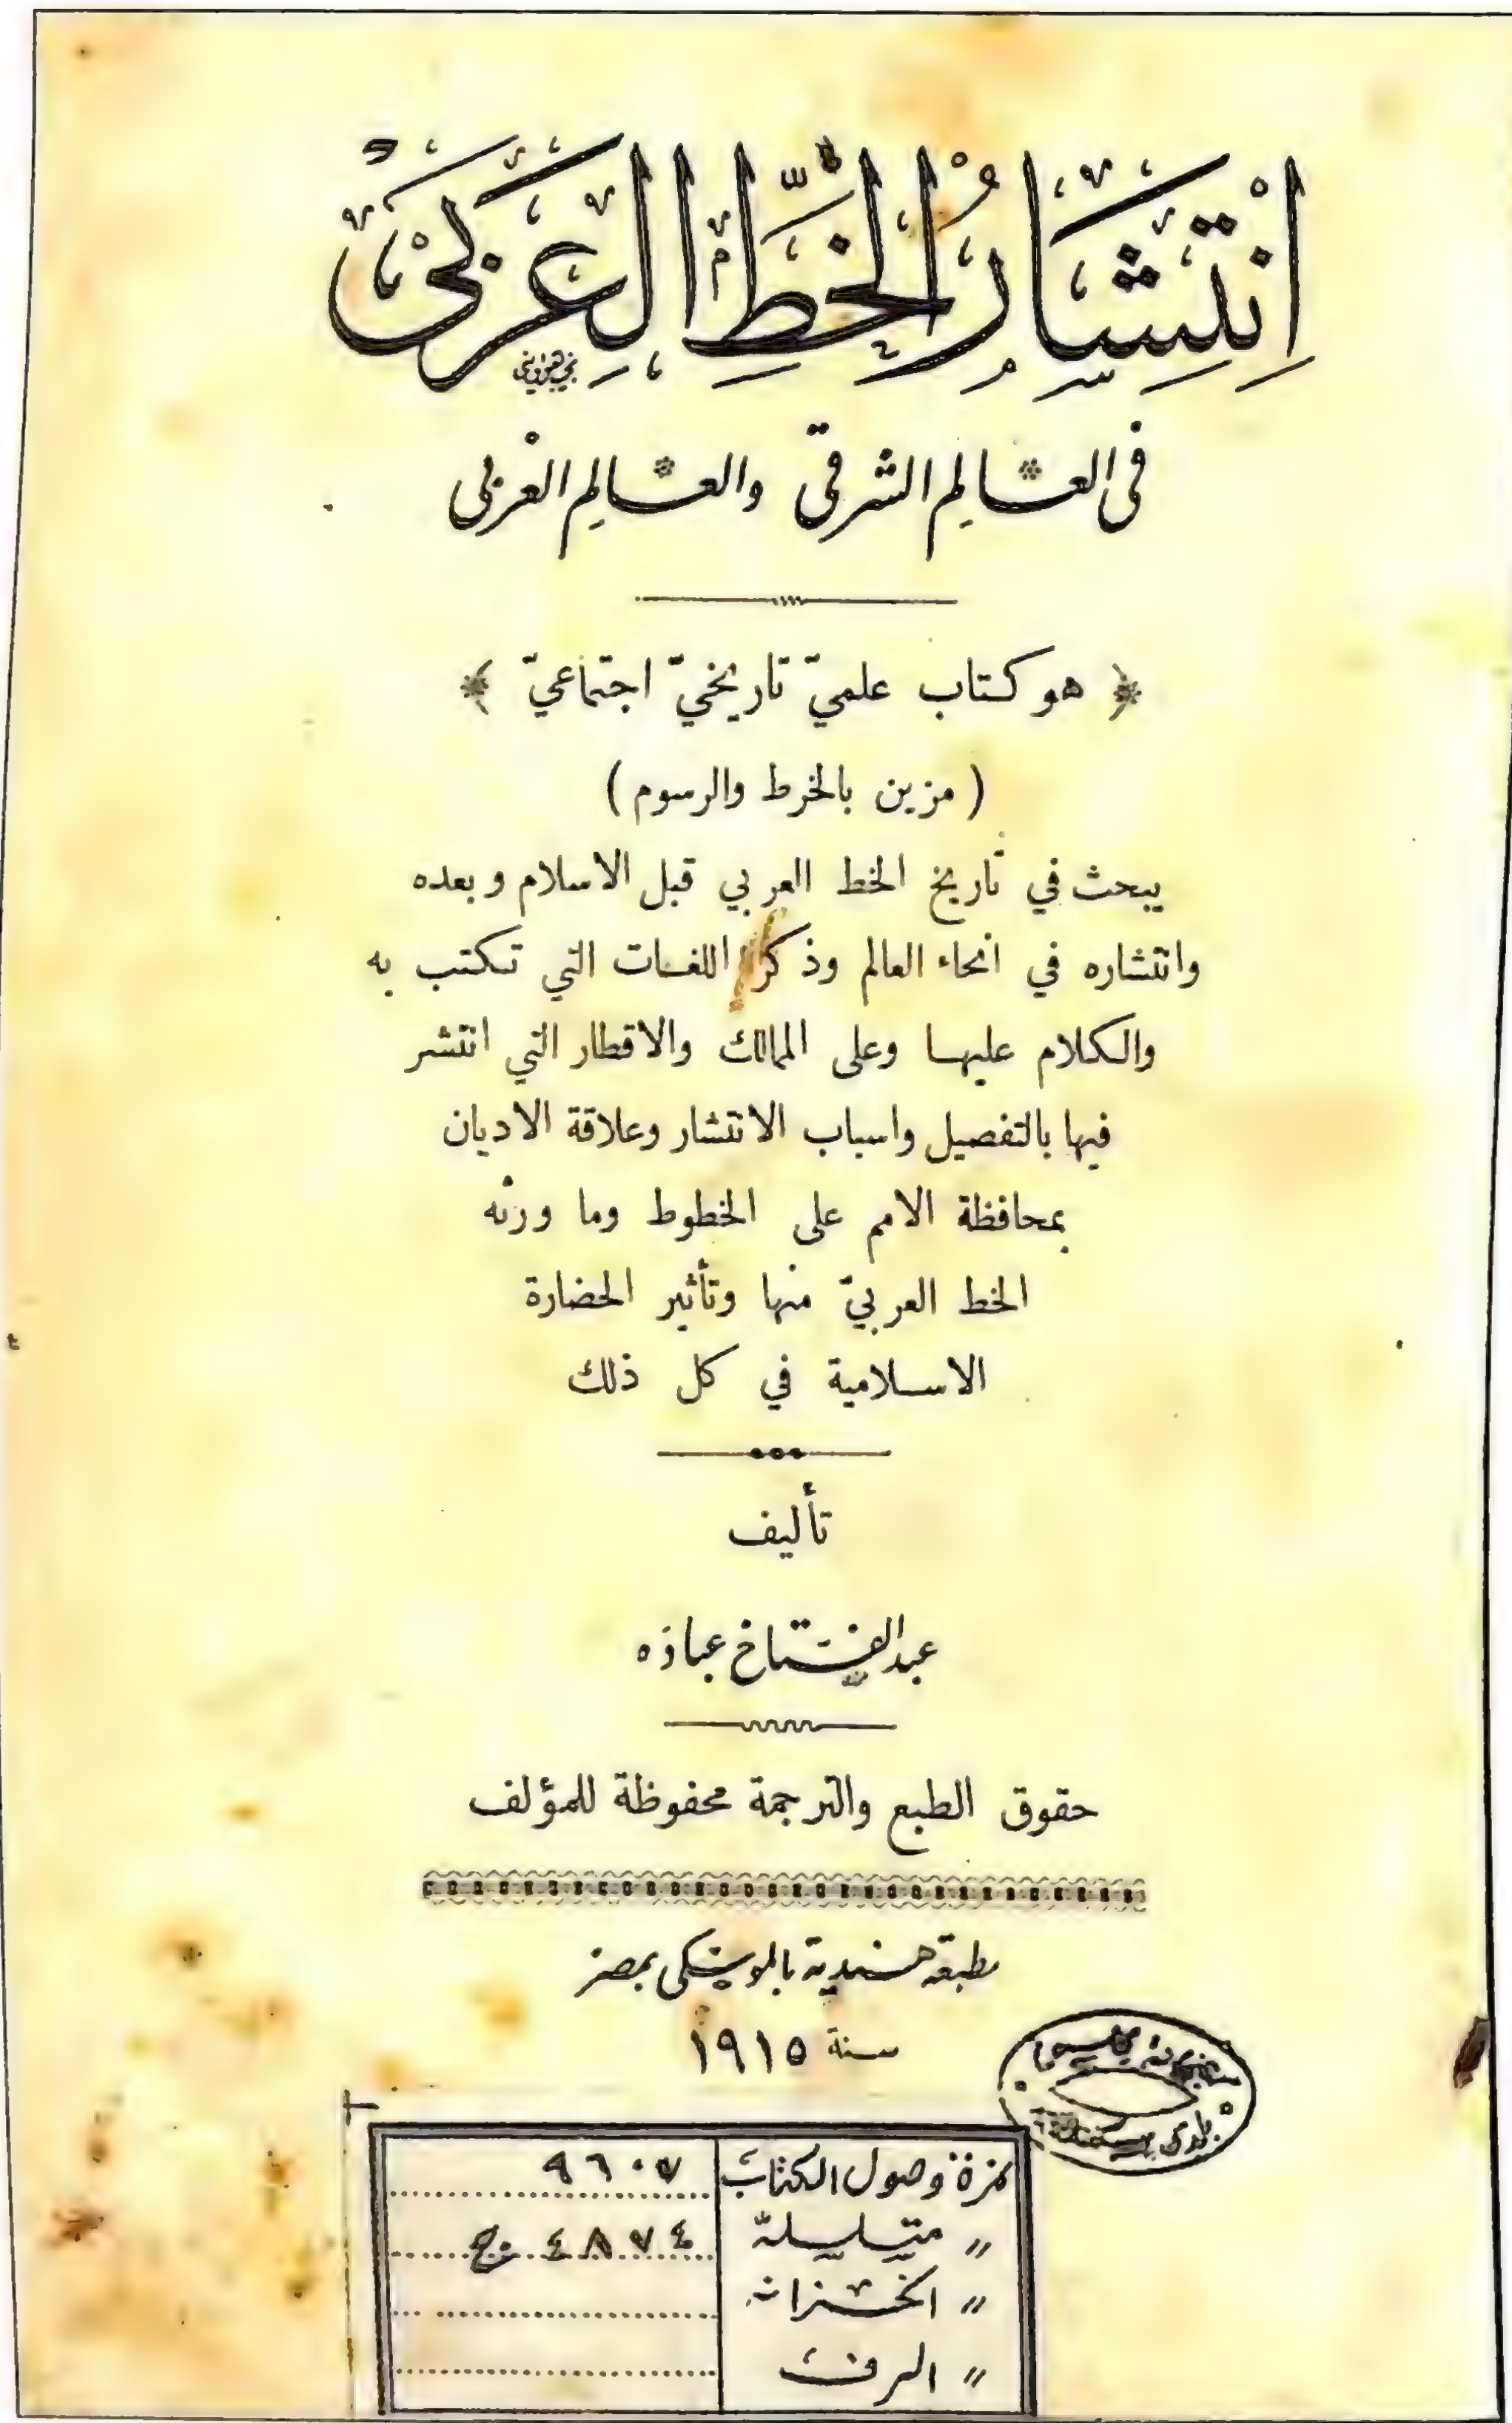 انتشار الخط العربي
في العالم الشرقي والعالم الغربي
﴿ هو كتاب علميّ تاريخيّ اجتماعيّ ﴾
( مزين بالخرط والرسوم )
يبحث في تاريخ الخط العربي قبل الاسلام وبعده
وانتشاره في انحاء العالم وذكر اللغات التي تكتب به
والكلام عليها وعلى الممالك والاقطار التي انتشر
فيها بالتفصيل واسباب الانتشار وعلاقة الاديان
بمحافظة الامم على الخطوط وما ورثه
الخط العربيّ منها وتأثير الحضارة
الاسلامية في كل ذلك
تأليف
عبد الفتاح عباده
حقوق الطبع والترجمة محفوظة للمؤلف
مطبعة هندية بالموسكى بمصر
سنة ١٩١٥
نمرة وصول الكتاب ٩٦٠٧
〃 متسلسلة ٤٨٧٤ ج
〃 الخزانة
〃 الرف